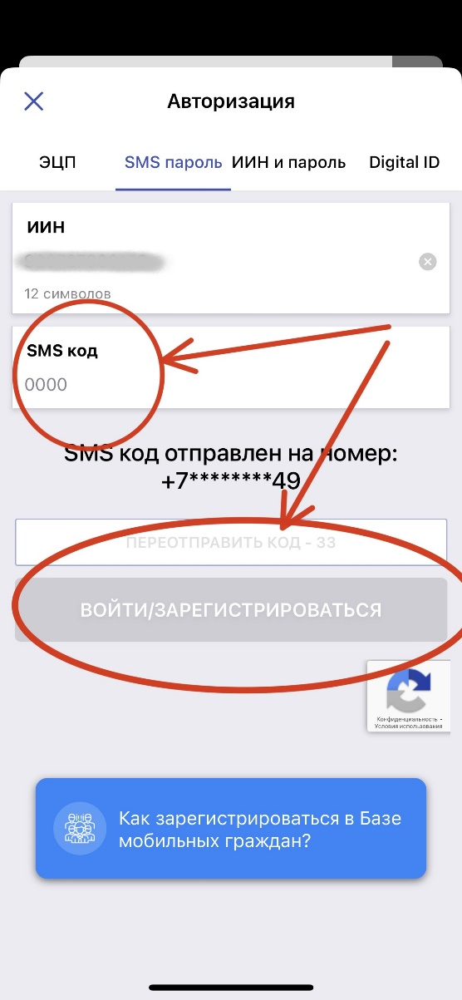 Авторизация
ЭЦП SMS пароль ИИН и пароль Digital ID
ИИН
12 символов
SMS код
0000
SMS код отправлен на номер:
+7********49
ПЕРЕОТПРАВИТЬ КОД - 33
ВОЙТИ/ЗАРЕГИСТРИРОВАТЬСЯ
Конфиденциальность -
Условия использования
Как зарегистрироваться в Базе
мобильных граждан?